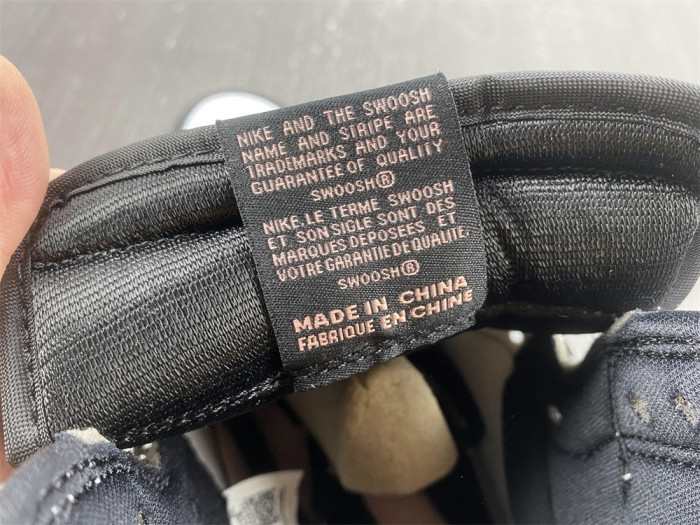 NIKE AND THE SWOOSH
NAME AND STRIPE ARE
TRADEMARKS AND YOUR
GUARANTEE OF QUALITY
SWOOSH®
NIKE.LE TERME SWOOSH
ET SON SIGLE SONT DES
MARQUES DEPOSEES ET
VOTRE GARANTIE DE QUALITE.
SWOOSH®
MADE IN CHINA
FABRIQUE EN CHINE